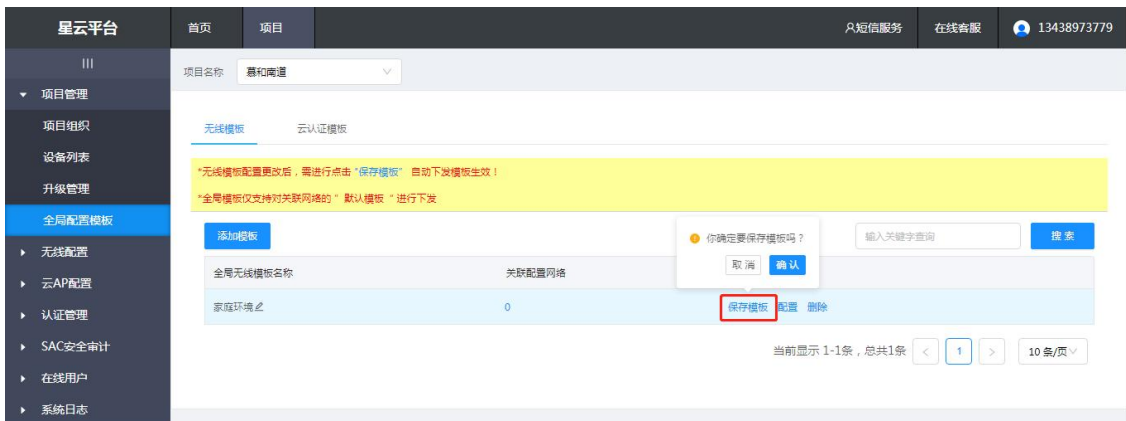 星云平台 首页 项目 短信服务 在线客服 13438973779
项目名称 慕和南道
项目管理
项目组织
设备列表
升级管理
全局配置模板
无线配置
云AP配置
认证管理
SAC安全审计
在线用户
系统日志
无线模板 云认证模板
*无线模板配置更改后，需进行点击 "保存模板" 自动下发模板生效！
*全局模板仅支持对关联网络的 " 默认模板 " 进行下发
添加模板 输入关键字查询 搜 索
你确定要保存模板吗？
取 消 确 认
全局无线模板名称 关联配置网络
家庭环境 0 保存模板 配置 删除
当前显示 1-1条，总共1条 < 1 > 10 条/页